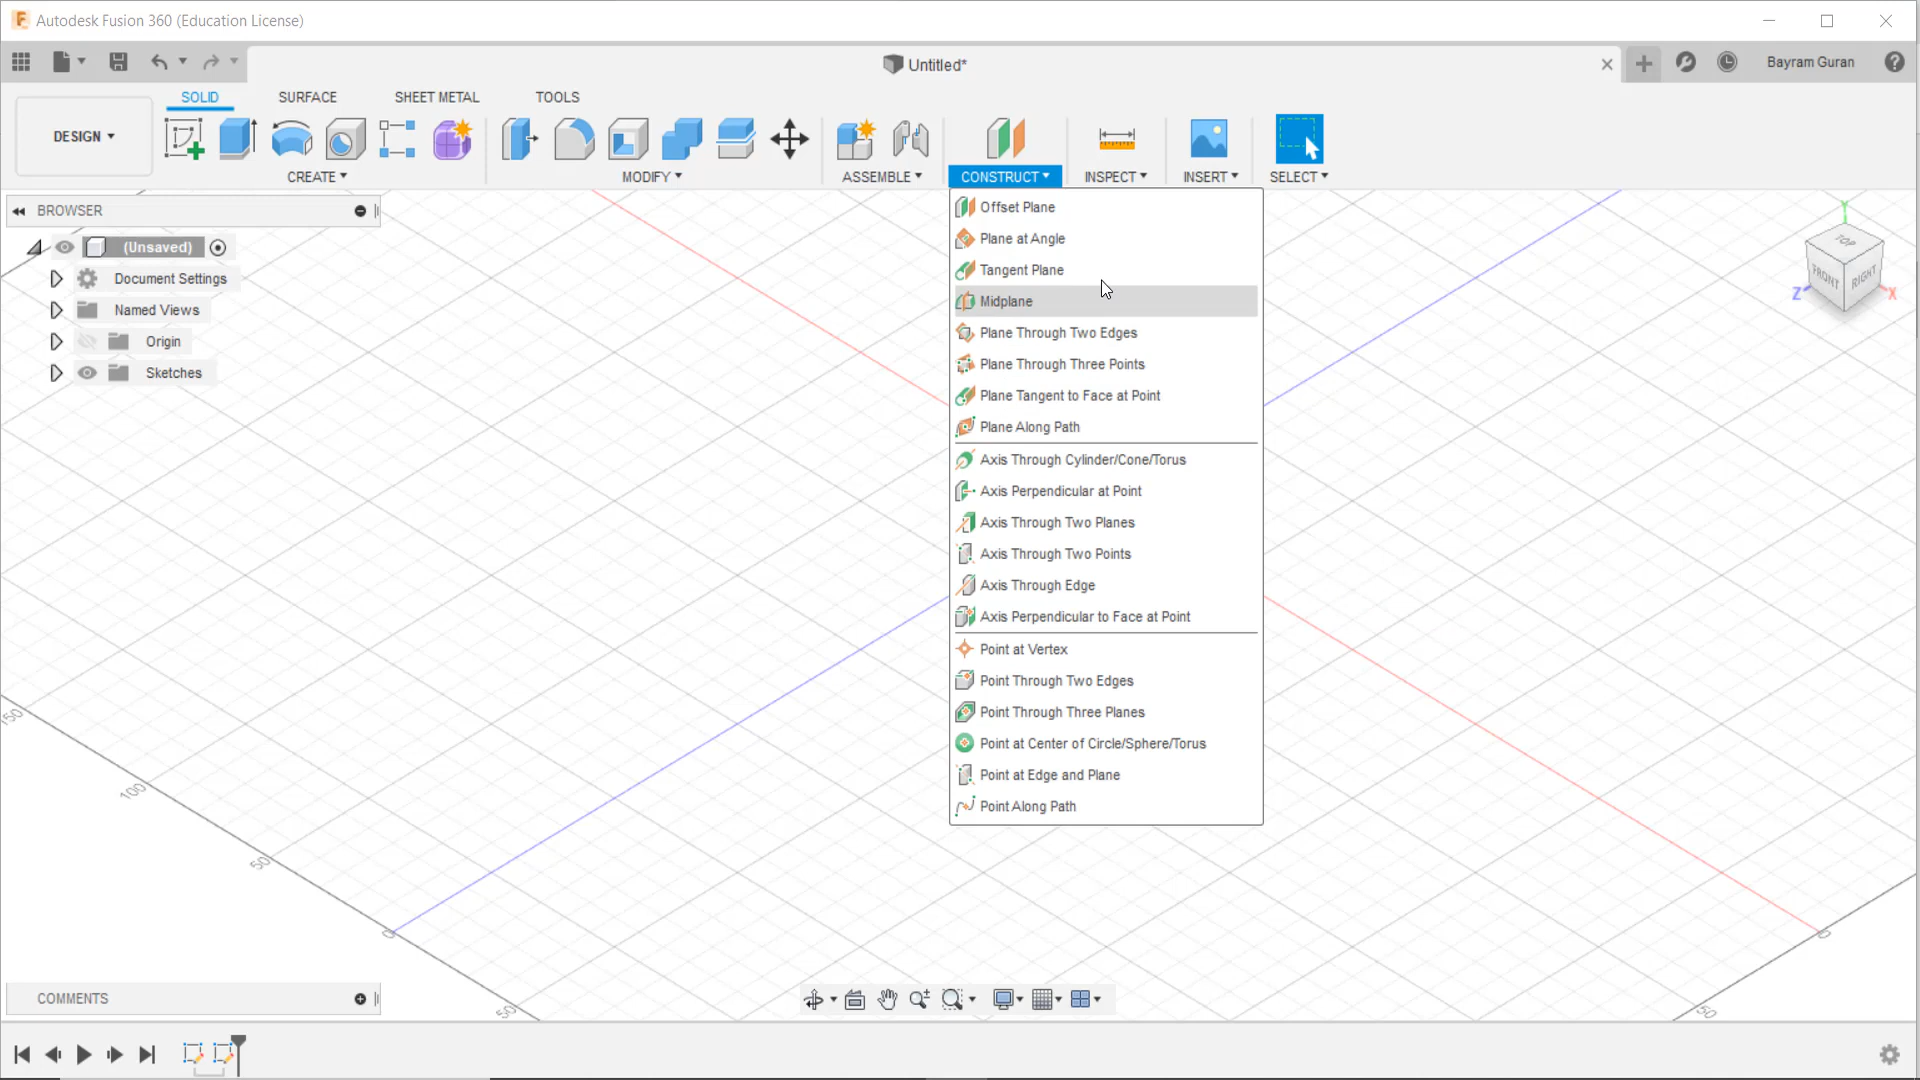 Autodesk Fusion 360 (Education License)
Untitled*
Bayram Guran
DESIGN
SOLID
SURFACE
SHEET METAL
TOOLS
CREATE
MODIFY
ASSEMBLE
CONSTRUCT
INSPECT
INSERT
SELECT
BROWSER
(Unsaved)
Document Settings
Named Views
Origin
Sketches
Offset Plane
Plane at Angle
Tangent Plane
Midplane
Plane Through Two Edges
Plane Through Three Points
Plane Tangent to Face at Point
Plane Along Path
Axis Through Cylinder/Cone/Torus
Axis Perpendicular at Point
Axis Through Two Planes
Axis Through Two Points
Axis Through Edge
Axis Perpendicular to Face at Point
Point at Vertex
Point Through Two Edges
Point Through Three Planes
Point at Center of Circle/Sphere/Torus
Point at Edge and Plane
Point Along Path
Y
TOP
FRONT
RIGHT
Z
X
150
100
50
0
50
0
50
COMMENTS